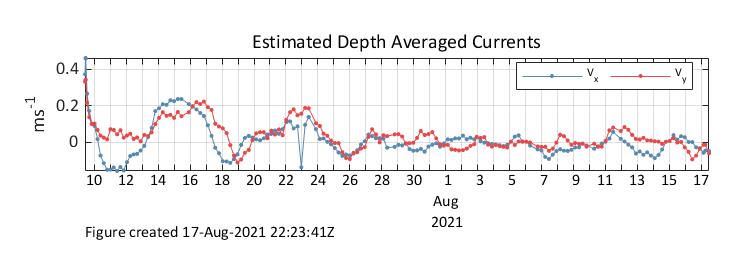 Estimated Depth Averaged Currents
Vx Vy
0.4
0.2
0
ms-1
10 12 14 16 18 20 22 24 26 28 30 1 3 5 7 9 11 13 15 17
Aug
2021
Figure created 17-Aug-2021 22:23:41Z